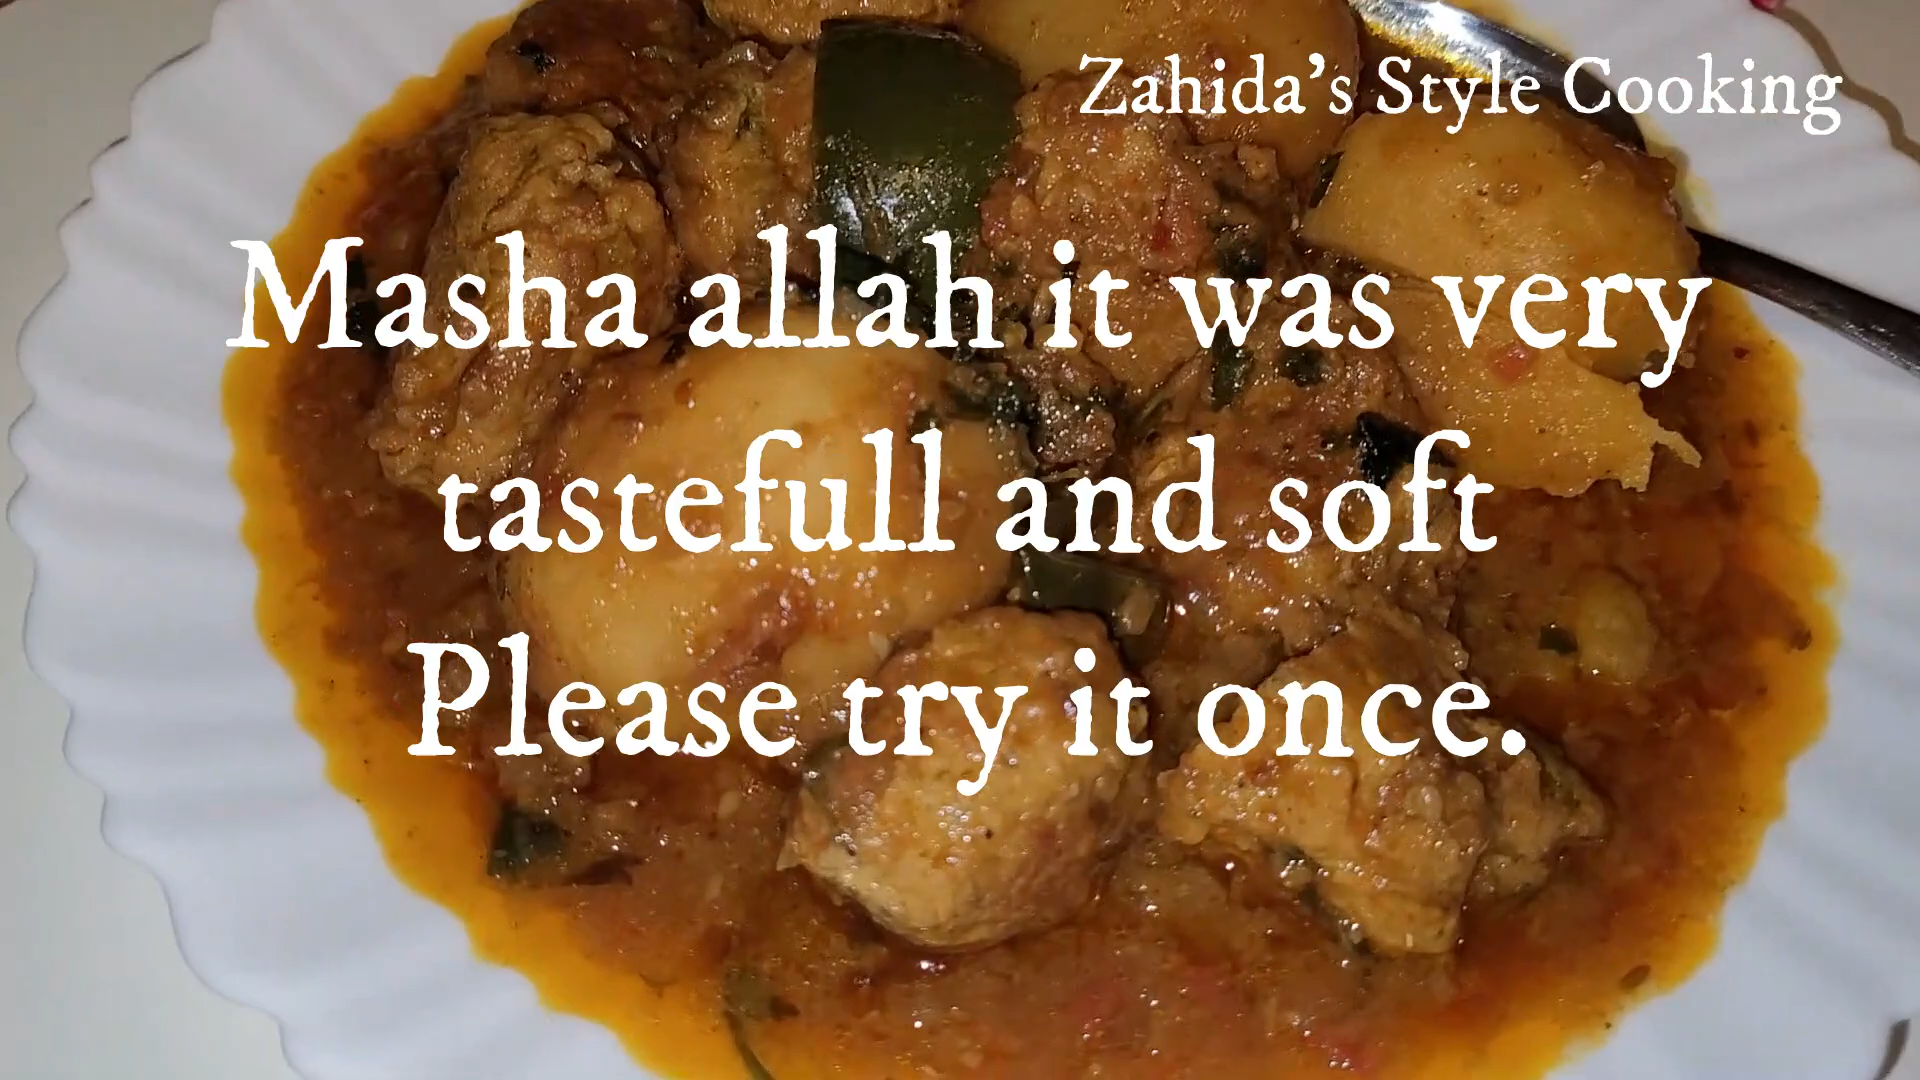 Zahida's Style Cooking
Masha allah it was very
tastefull and soft
Please try it once.